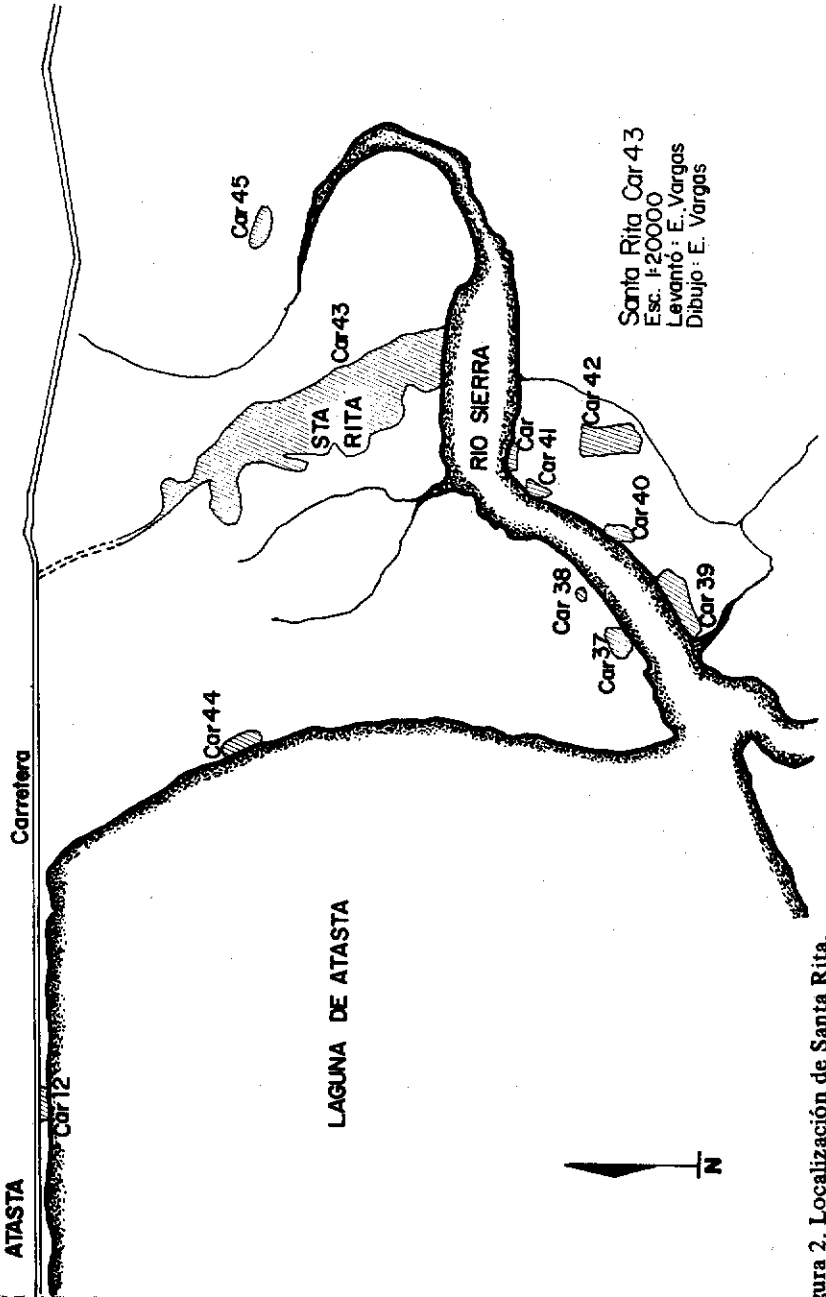 ATASTA
Carretera
Car 12
Car 44
LAGUNA DE ATASTA
Car 45
Car 43
STA
RITA
RIO SIERRA
Car
Car 41
Car 42
Car 40
Car 38
Car 37
Car 39
Santa Rita Car 43
Esc. 1:20000
Levantó: E. Vargas
Dibujo: E. Vargas
N
gura 2. Localización de Santa Rita.